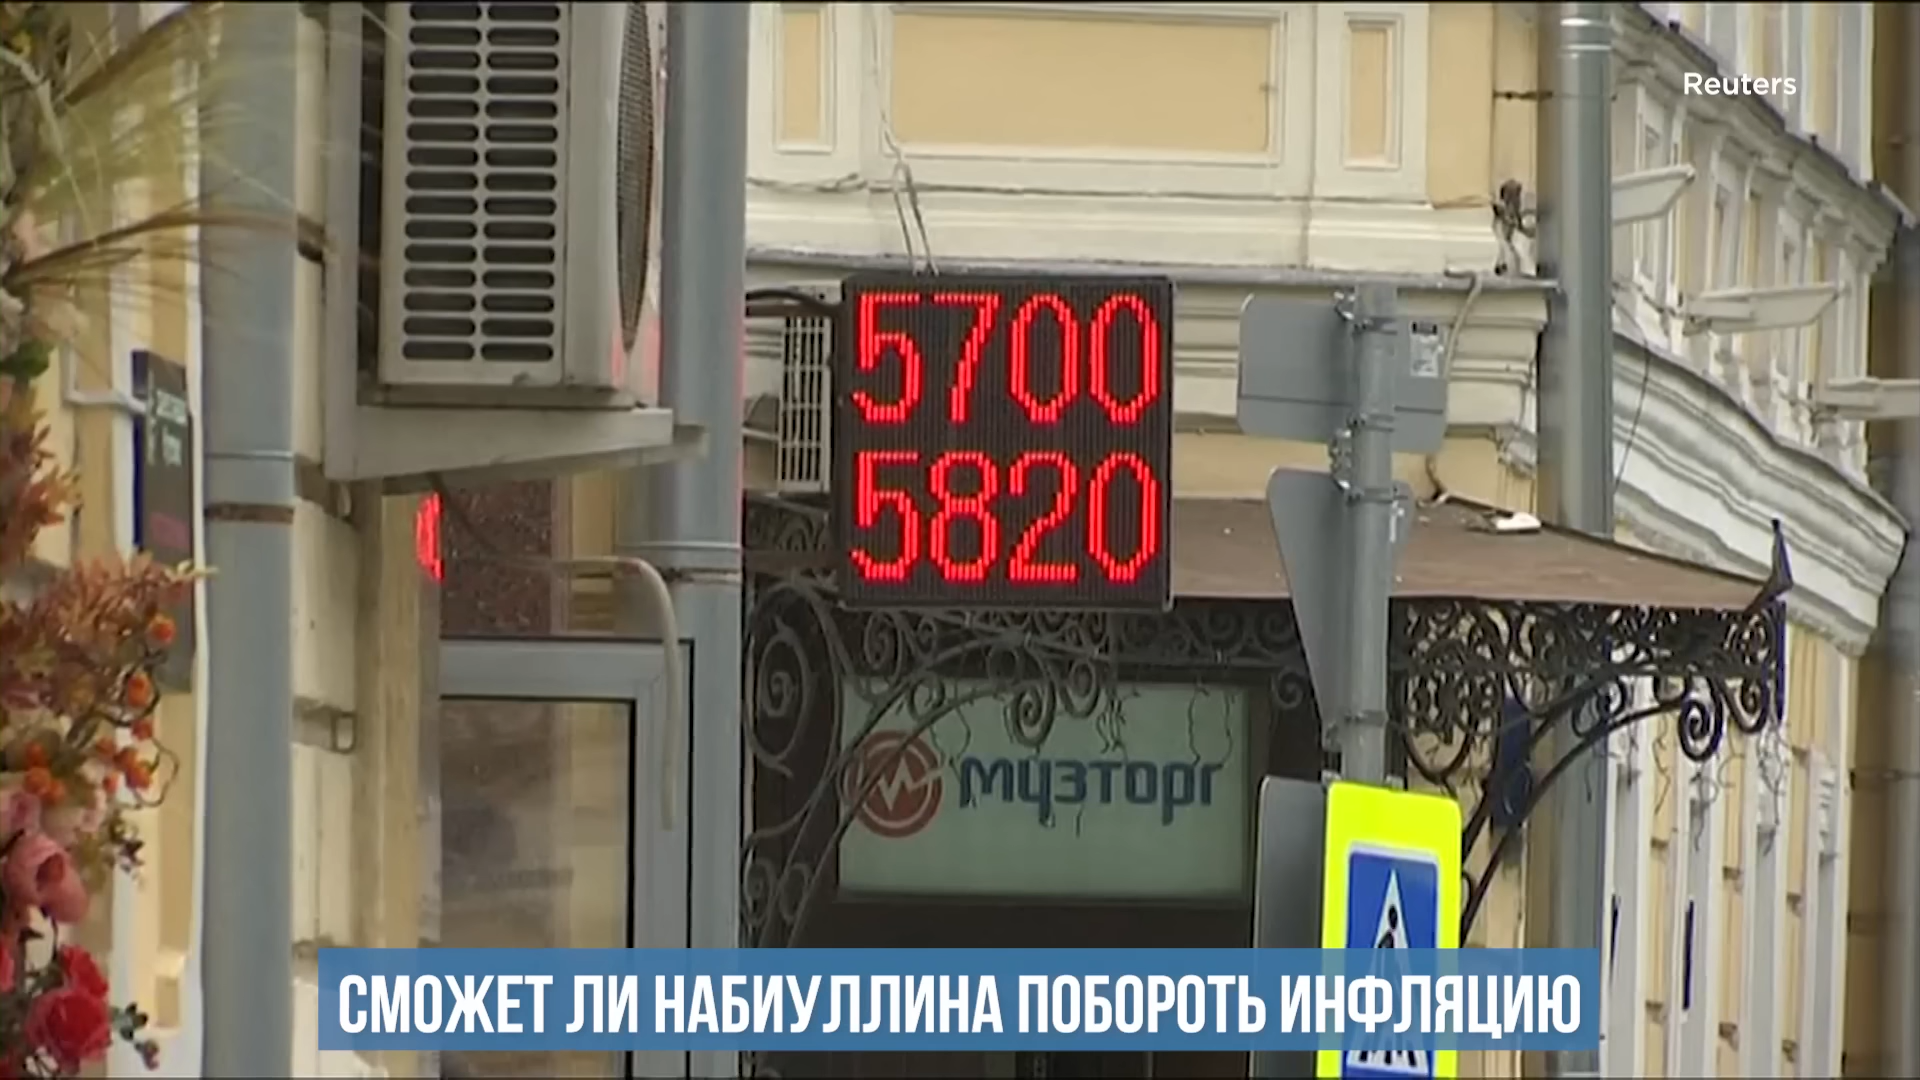 Reuters
5700
5820
музторг
СМОЖЕТ ЛИ НАБИУЛЛИНА ПОБОРОТЬ ИНФЛЯЦИЮ